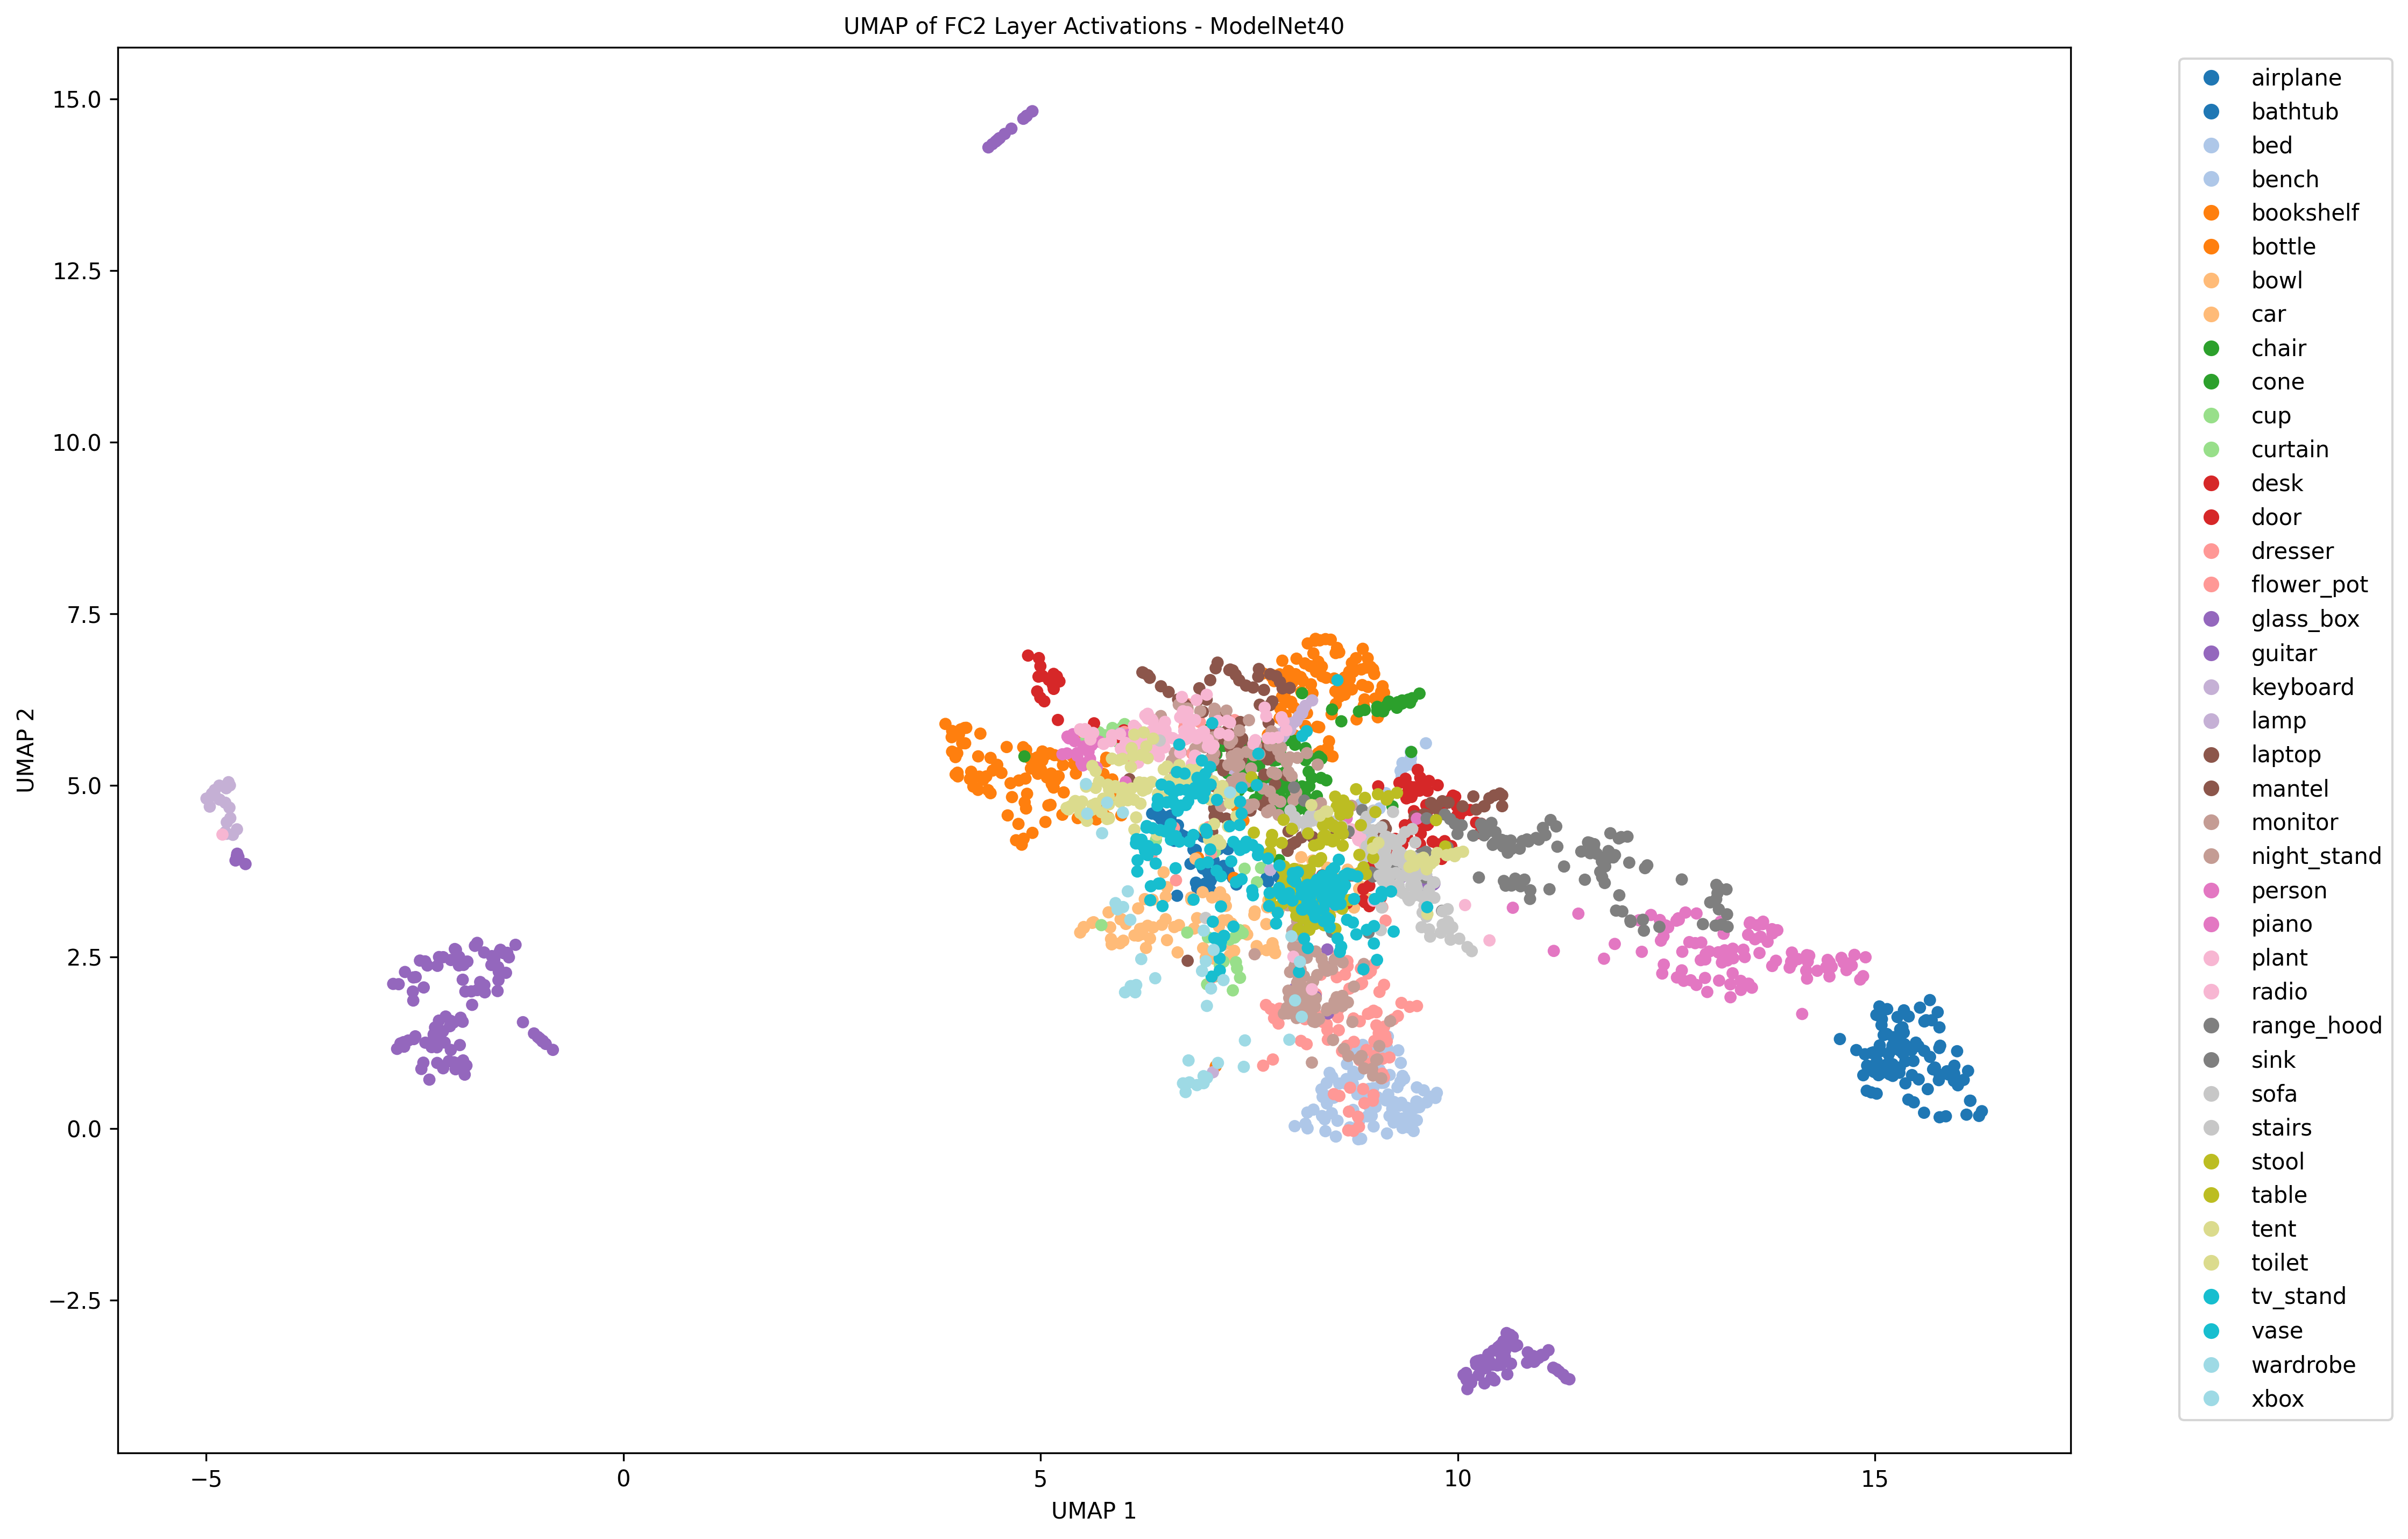 UMAP of FC2 Layer Activations - ModelNet40
15.0
12.5
10.0
7.5
5.0
2.5
0.0
−2.5
UMAP 2
−5
0
5
10
15
UMAP 1
airplane
bathtub
bed
bench
bookshelf
bottle
bowl
car
chair
cone
cup
curtain
desk
door
dresser
flower_pot
glass_box
guitar
keyboard
lamp
laptop
mantel
monitor
night_stand
person
piano
plant
radio
range_hood
sink
sofa
stairs
stool
table
tent
toilet
tv_stand
vase
wardrobe
xbox